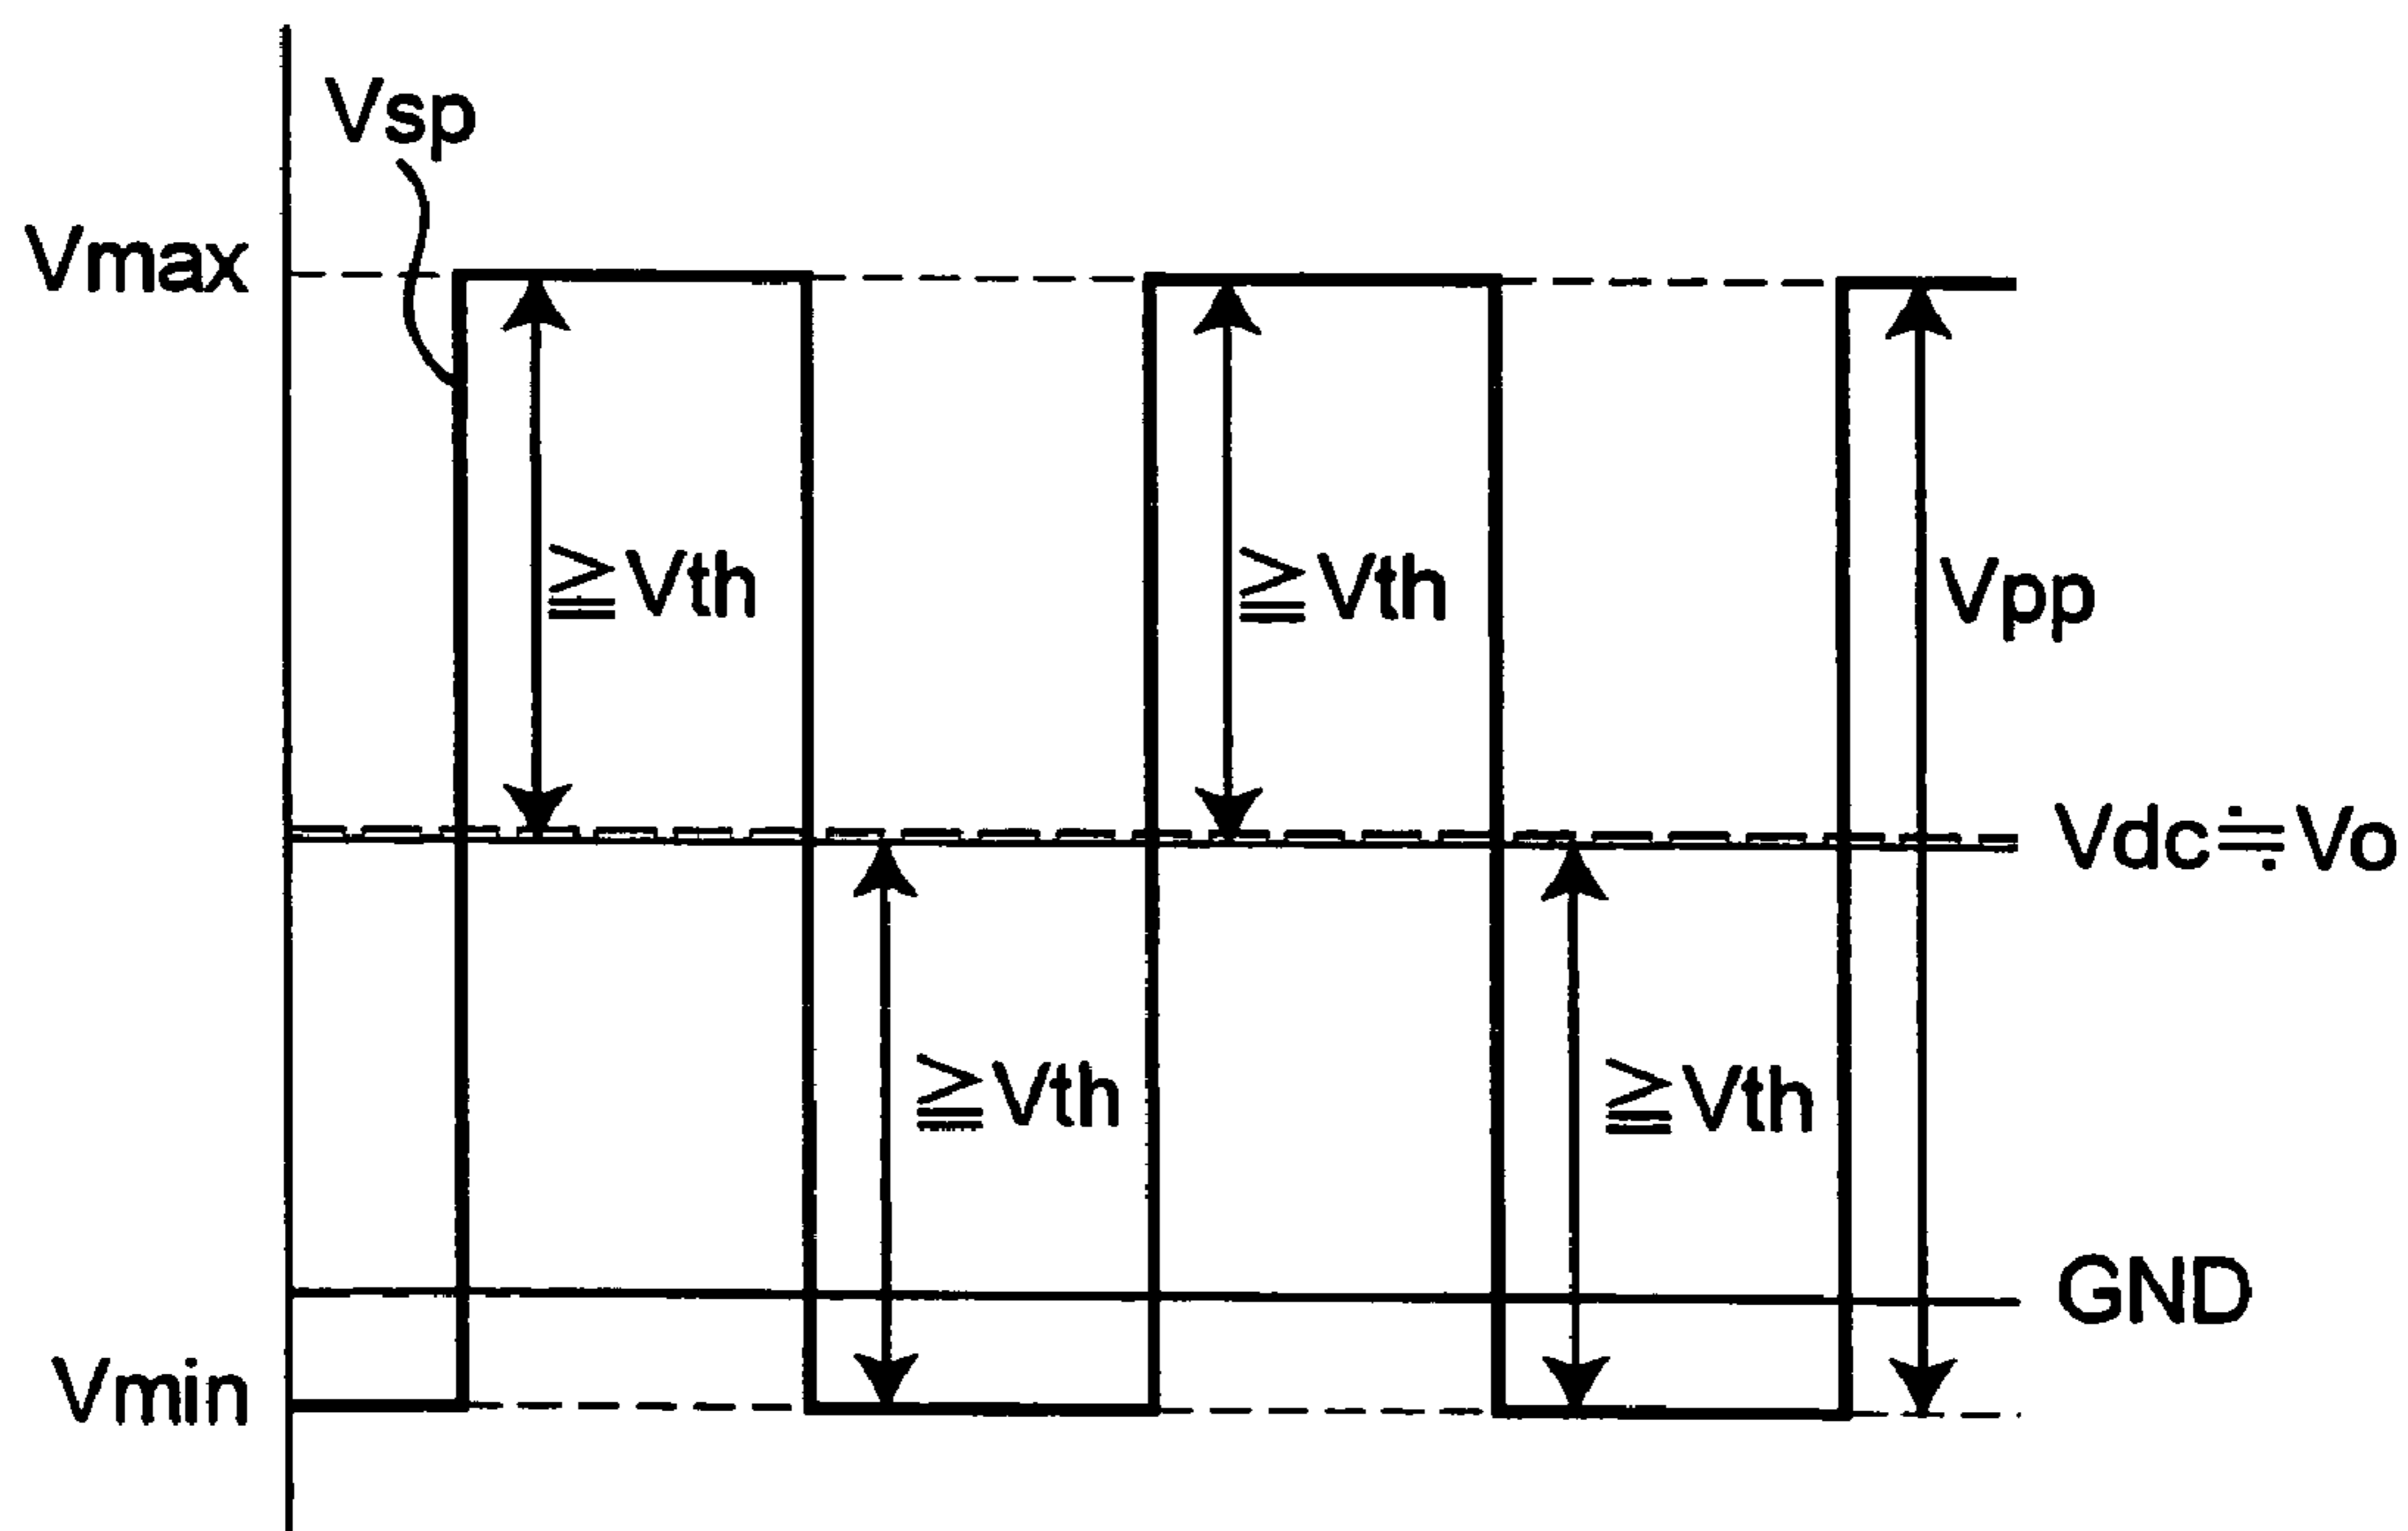 Vsp
Vmax
≧Vth
≧Vth
Vpp
Vdc≒Vo
≧Vth
≧Vth
GND
Vmin